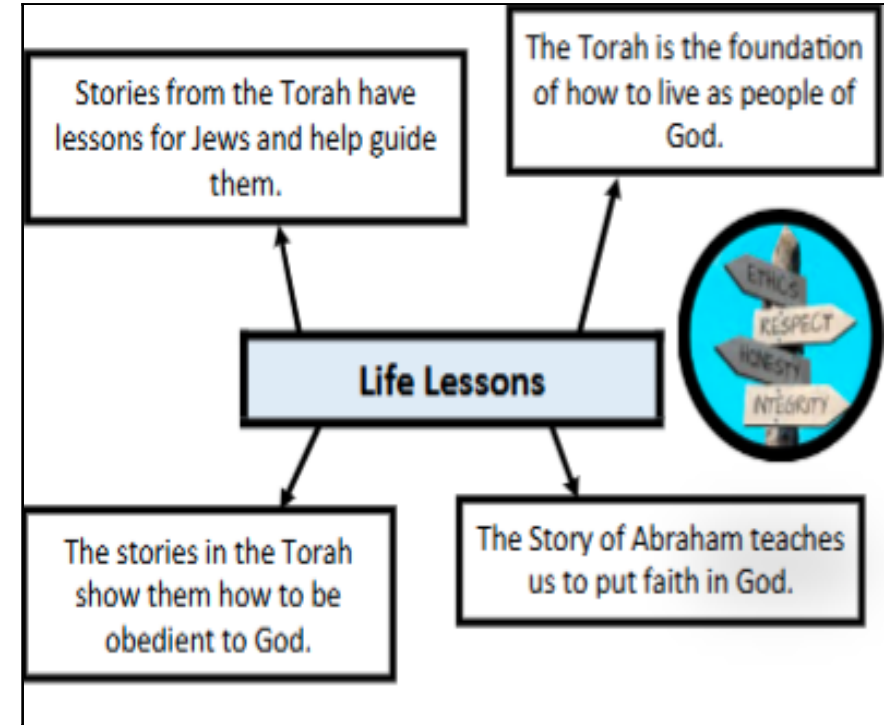 Stories from the Torah have
lessons for Jews and help guide
them.
The Torah is the foundation
of how to live as people of
God.
ETHICS
RESPECT
HONESTY
INTEGRITY
Life Lessons
The stories in the Torah
show them how to be
obedient to God.
The Story of Abraham teaches
us to put faith in God.